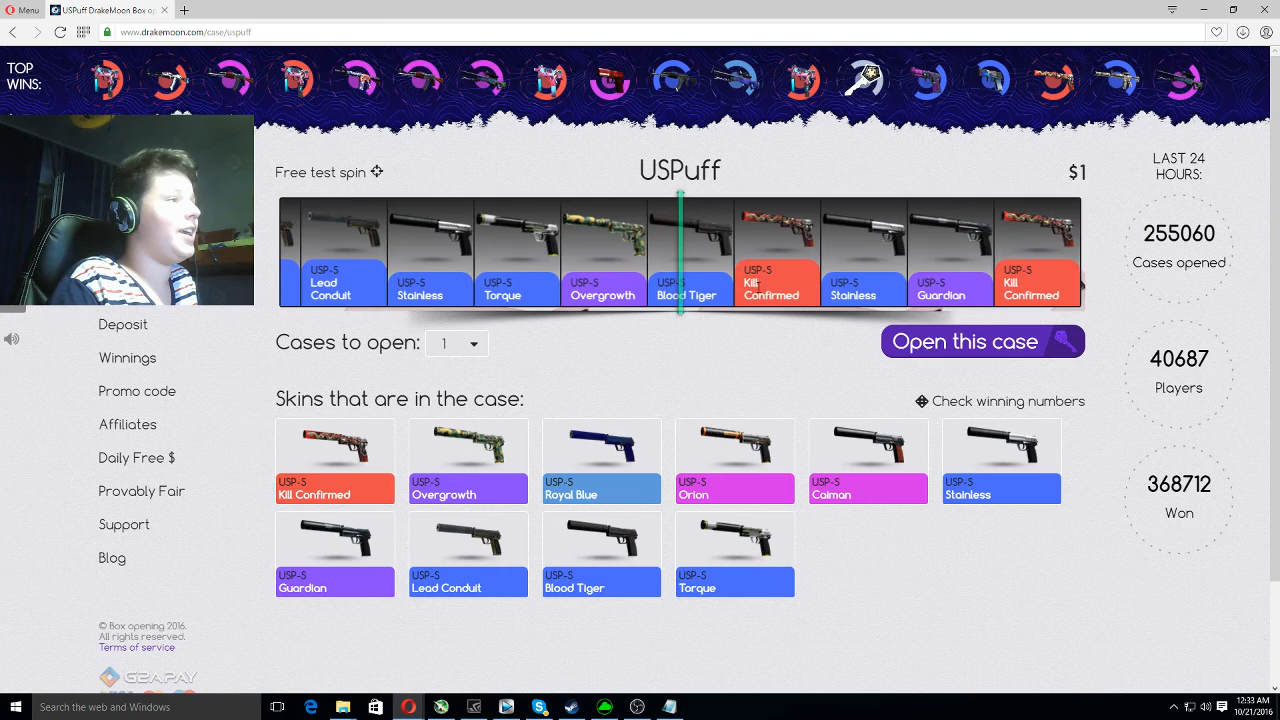 Menu
USPuff DrakeMoon Box op
www.drakemoon.com/case/uspuff
TOP
WINS:
Free test spin
USPuff
$1
USP-S
Lead
Conduit
USP-S
Stainless
USP-S
Torque
USP-S
Overgrowth
USP-S
Blood Tiger
USP-S
Kill
Confirmed
USP-S
Stainless
USP-S
Guardian
USP-S
Kill
Confirmed
LAST 24
HOURS:
255060
Cases opened
40687
Players
368712
Won
Deposit
Winnings
Promo code
Affiliates
Daily Free $
Provably Fair
Support
Blog
Cases to open:
1
Open this case
Skins that are in the case:
Check winning numbers
USP-S
Kill Confirmed
USP-S
Overgrowth
USP-S
Royal Blue
USP-S
Orion
USP-S
Caiman
USP-S
Stainless
USP-S
Guardian
USP-S
Lead Conduit
USP-S
Blood Tiger
USP-S
Torque
© Box opening 2016.
All rights reserved.
Terms of service
G2A PAY
Search the web and Windows
12:33 AM
10/21/2016